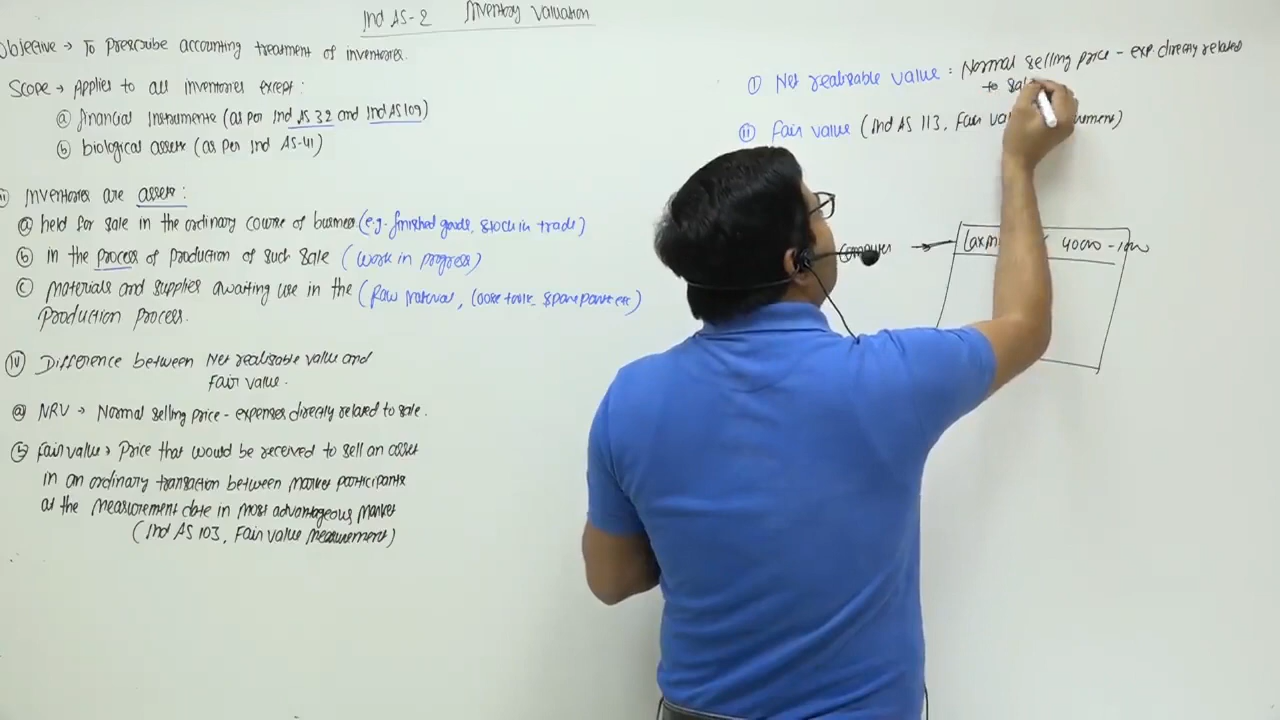 Ind AS-2 Inventory Valuation
Objective → To prescribe accounting treatment of inventories.
Scope → Applies to all inventories except:
(a) financial instruments (as per Ind AS 32 and Ind AS 109)
(b) biological assets (as per Ind AS-41)
Inventories are assets:
(a) held for sale in the ordinary course of business (e.g. finished goods, stock in trade)
(b) in the process of production of such sale (work in progress)
(c) materials and supplies awaiting use in the (Raw material, loose tools, spare parts etc)
production process.
(iv) Difference between Net realisable value and
Fair value.
(a) NRV → Normal selling price - expenses directly related to sale.
(b) Fair value → Price that would be received to sell an asset
in an ordinary transaction between market participants
at the measurement date in most advantageous market
(Ind AS 103, Fair value measurement)
(i) Net realisable value : Normal selling price - exp. directly related
to sale
(ii) Fair value (Ind AS 113, Fair
Computer → 40000 - 1000